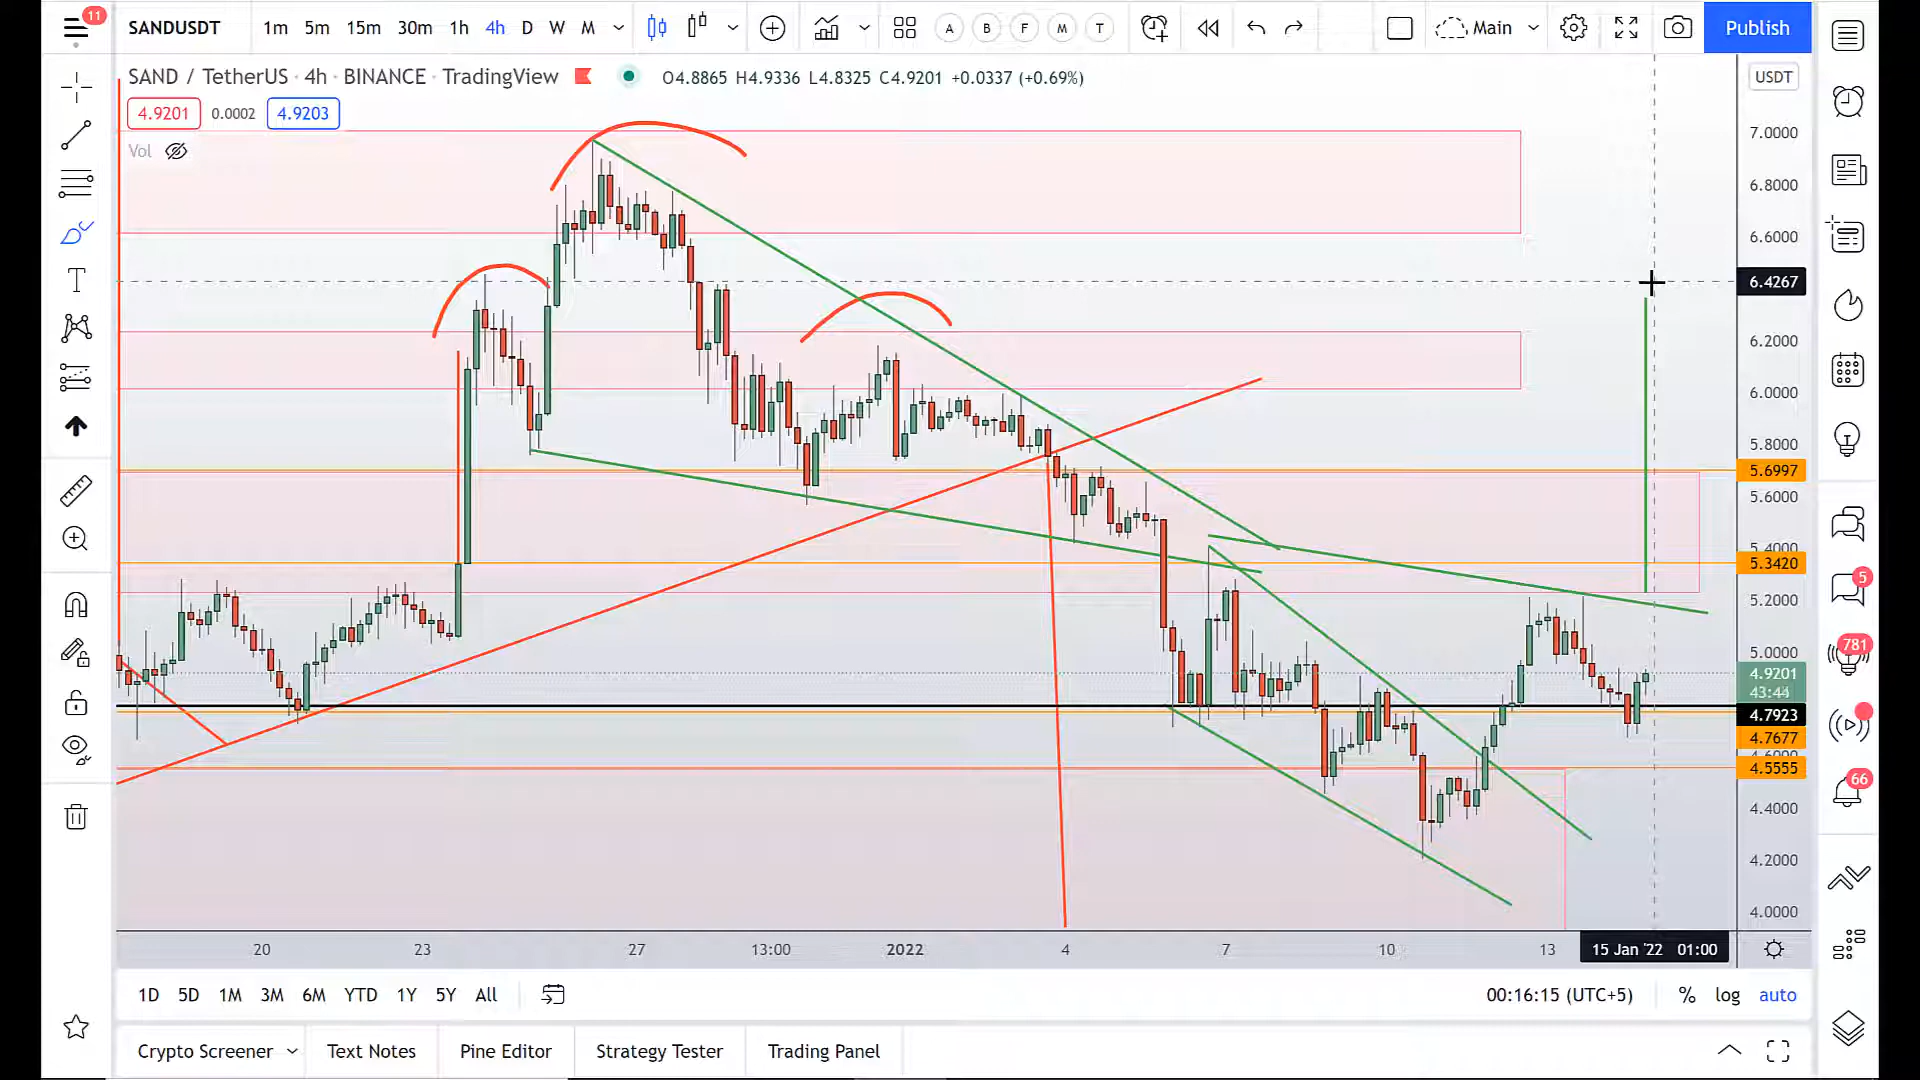 11
SANDUSDT
1m 5m 15m 30m 1h 4h D W M
A B F M T
Main
Publish
SAND / TetherUS · 4h · BINANCE · TradingView
O4.8865 H4.9336 L4.8325 C4.9201 +0.0337 (+0.69%)
USDT
4.9201 0.0002 4.9203
Vol
T
7.0000
6.8000
6.6000
6.4267
6.2000
6.0000
5.8000
5.6997
5.6000
5.4000
5.3420
5.2000
5.0000
4.9201
43:44
4.7923
4.7677
4.6000
4.5555
4.4000
4.2000
4.0000
5
781
66
20 23 27 13:00 2022 4 7 10 13 15 Jan '22 01:00
1D 5D 1M 3M 6M YTD 1Y 5Y All
00:16:15 (UTC+5) % log auto
Crypto Screener Text Notes Pine Editor Strategy Tester Trading Panel